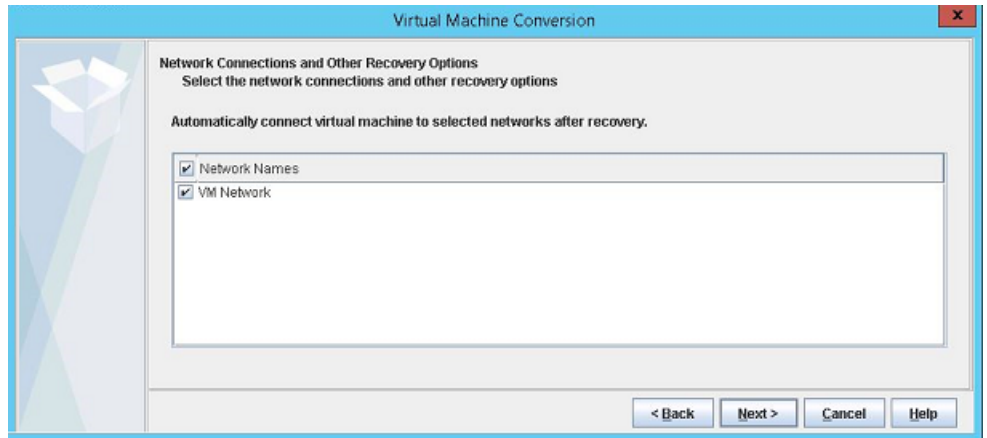 Virtual Machine Conversion
x
Network Connections and Other Recovery Options
Select the network connections and other recovery options
Automatically connect virtual machine to selected networks after recovery.
Network Names
VM Network
< Back Next > Cancel Help